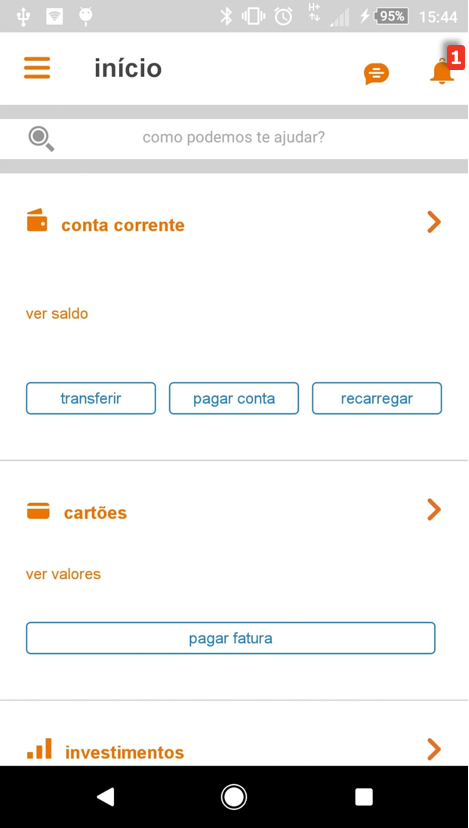 H+ 95% 15:44
início
1
como podemos te ajudar?
conta corrente
ver saldo
transferir pagar conta recarregar
cartões
ver valores
pagar fatura
investimentos